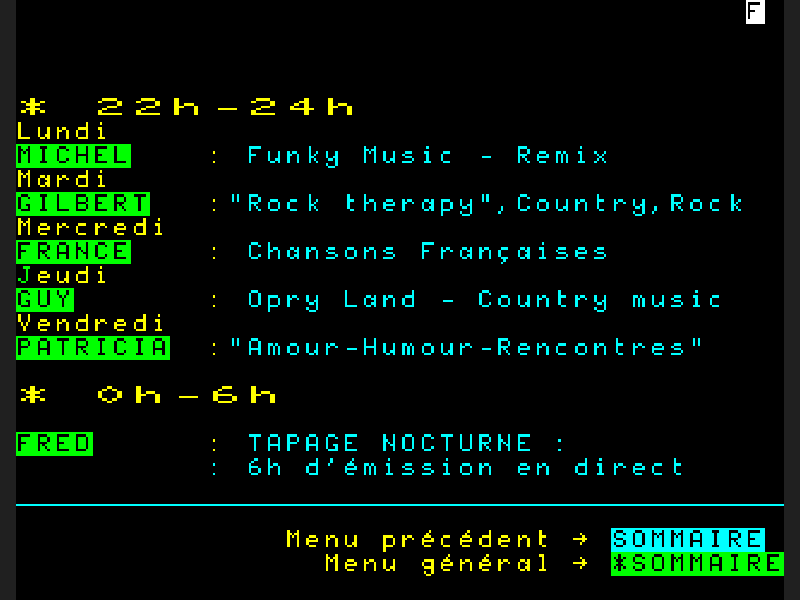 F
* 22h-24h
Lundi
MICHEL : Funky Music - Remix
Mardi
GILBERT :"Rock therapy",Country,Rock
Mercredi
FRANCE : Chansons Françaises
Jeudi
GUY : Opry Land - Country music
Vendredi
PATRICIA :"Amour-Humour-Rencontres"
* 0h-6h
FRED : TAPAGE NOCTURNE :
: 6h d'émission en direct
Menu précédent → SOMMAIRE
Menu général → *SOMMAIRE